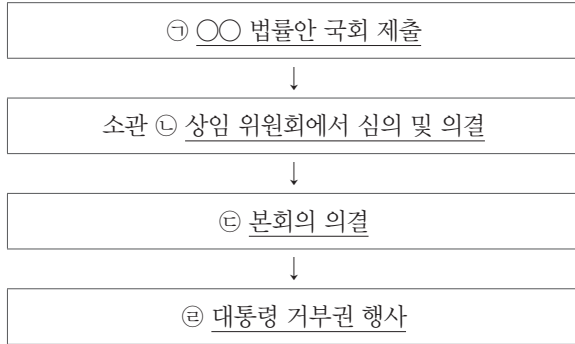 ㉠ ○○ 법률안 국회 제출
↓
소관 ㉡ 상임 위원회에서 심의 및 의결
↓
㉢ 본회의 의결
↓
㉣ 대통령 거부권 행사